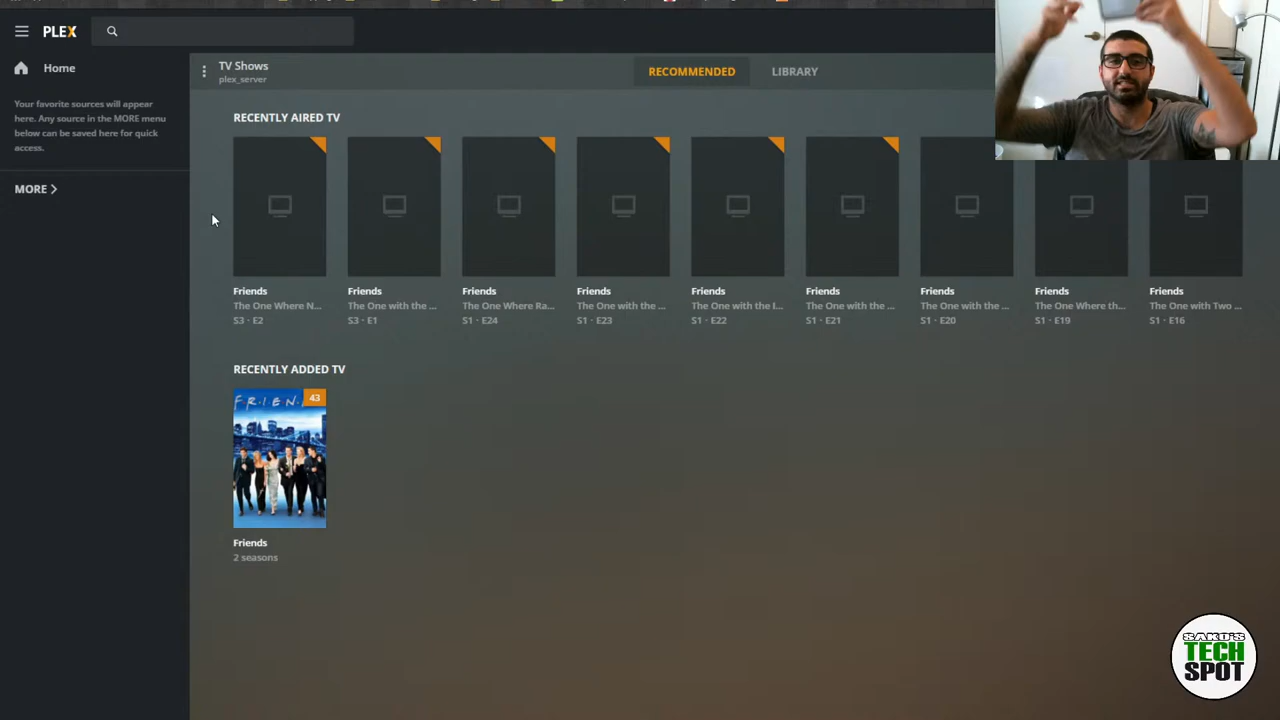 PLEX
Home
Your favorite sources will appear
here. Any source in the MORE menu
below can be saved here for quick
access.
MORE
TV Shows
plex_server
RECOMMENDED
LIBRARY
RECENTLY AIRED TV
Friends
The One Where N...
S3 · E2
Friends
The One with the ...
S3 · E1
Friends
The One Where Ra...
S1 · E24
Friends
The One with the ...
S1 · E23
Friends
The One with the I...
S1 · E22
Friends
The One with the ...
S1 · E21
Friends
The One with the ...
S1 · E20
Friends
The One Where th...
S1 · E19
Friends
The One with Two ...
S1 · E16
RECENTLY ADDED TV
F·R·I·E·N
43
Friends
2 seasons
SAKO'S
TECH
SPOT